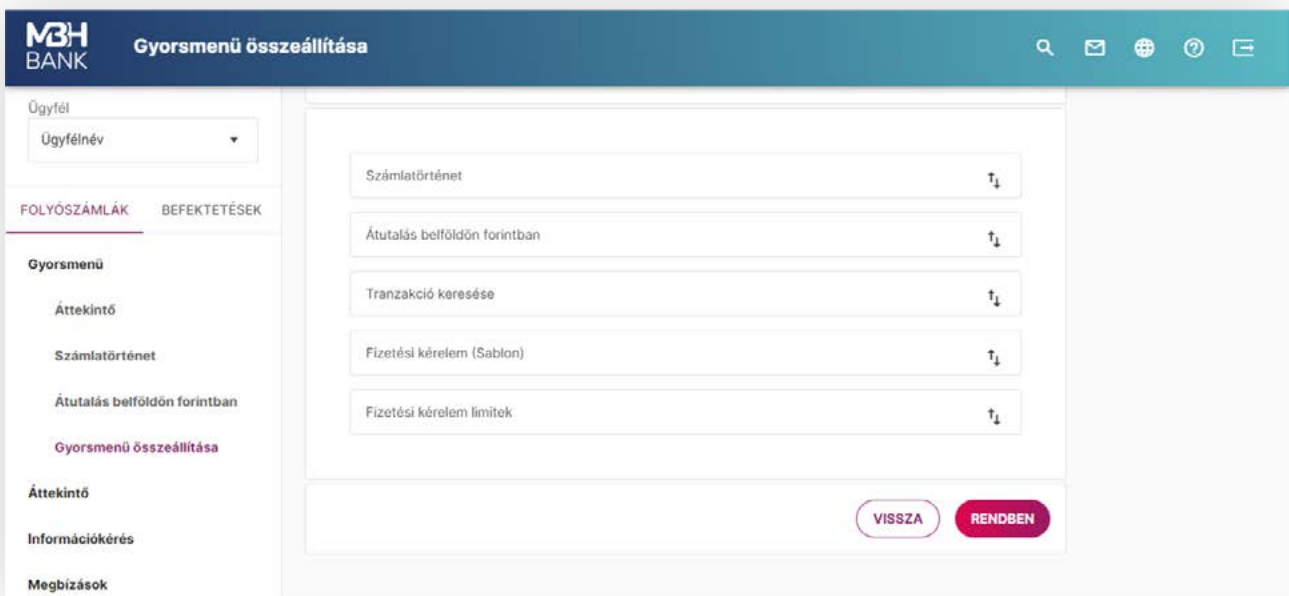 MBH
BANK
Gyorsmenü összeállítása
Ügyfél
Ügyfélnév
FOLYÓSZÁMLÁK BEFEKTETÉSEK
Gyorsmenü
Áttekintő
Számlatörténet
Átutalás belföldön forintban
Gyorsmenü összeállítása
Áttekintő
Információkérés
Megbízások
Számlatörténet
Átutalás belföldön forintban
Tranzakció keresése
Fizetési kérelem (Sablon)
Fizetési kérelem limitek
VISSZA RENDBEN